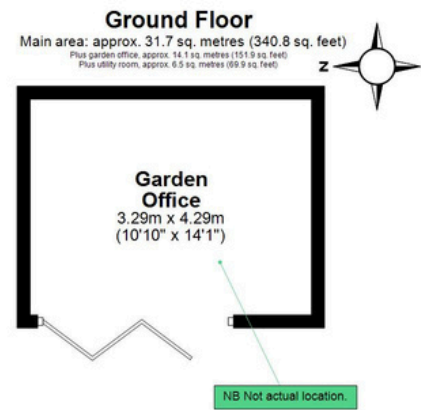 Ground Floor
Main area: approx. 31.7 sq. metres (340.8 sq. feet)
Plus garden office, approx. 14.1 sq. metres (151.9 sq. feet)
Plus utility room, approx. 6.5 sq. metres (69.9 sq. feet)
N
Garden
Office
3.29m x 4.29m
(10'10" x 14'1")
NB Not actual location.